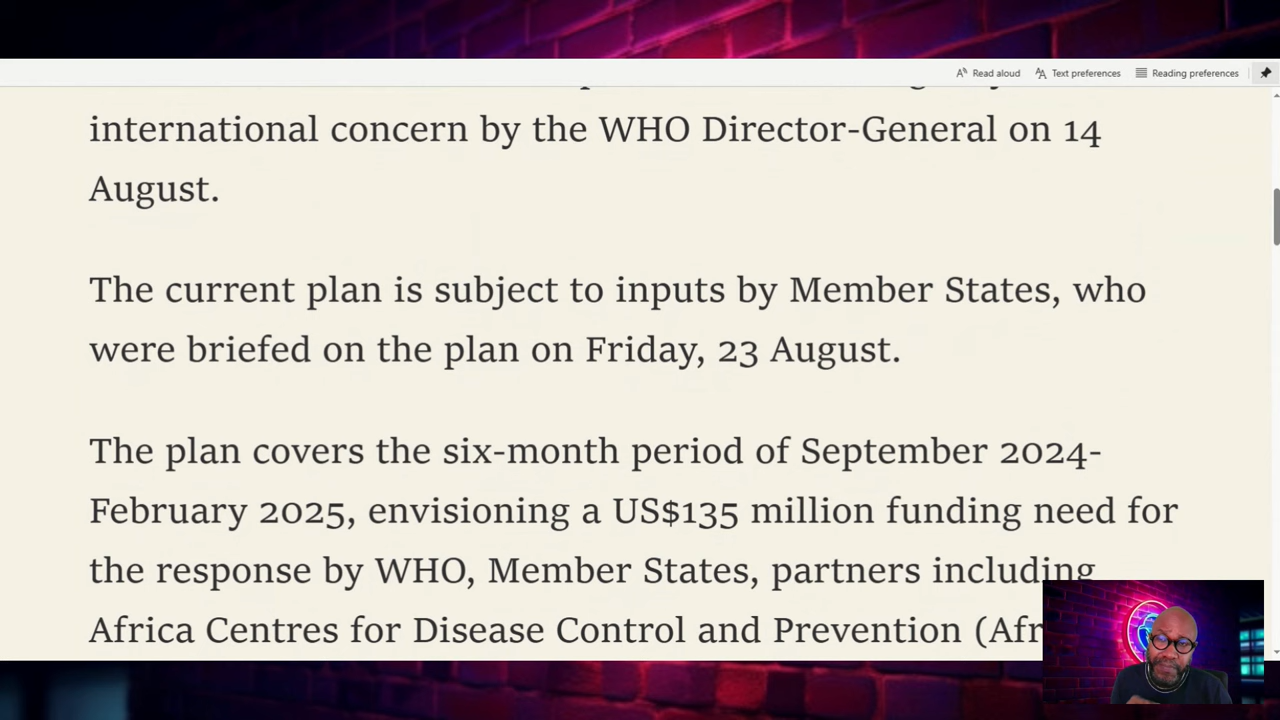 Read aloud Text preferences Reading preferences
international concern by the WHO Director-General on 14
August.
The current plan is subject to inputs by Member States, who
were briefed on the plan on Friday, 23 August.
The plan covers the six-month period of September 2024-
February 2025, envisioning a US$135 million funding need for
the response by WHO, Member States, partners including
Africa Centres for Disease Control and Prevention (Afr